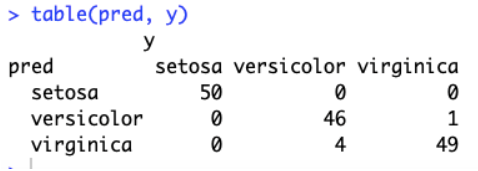 > table(pred, y)
y
pred setosa versicolor virginica
setosa 50 0 0
versicolor 0 46 1
virginica 0 4 49
>